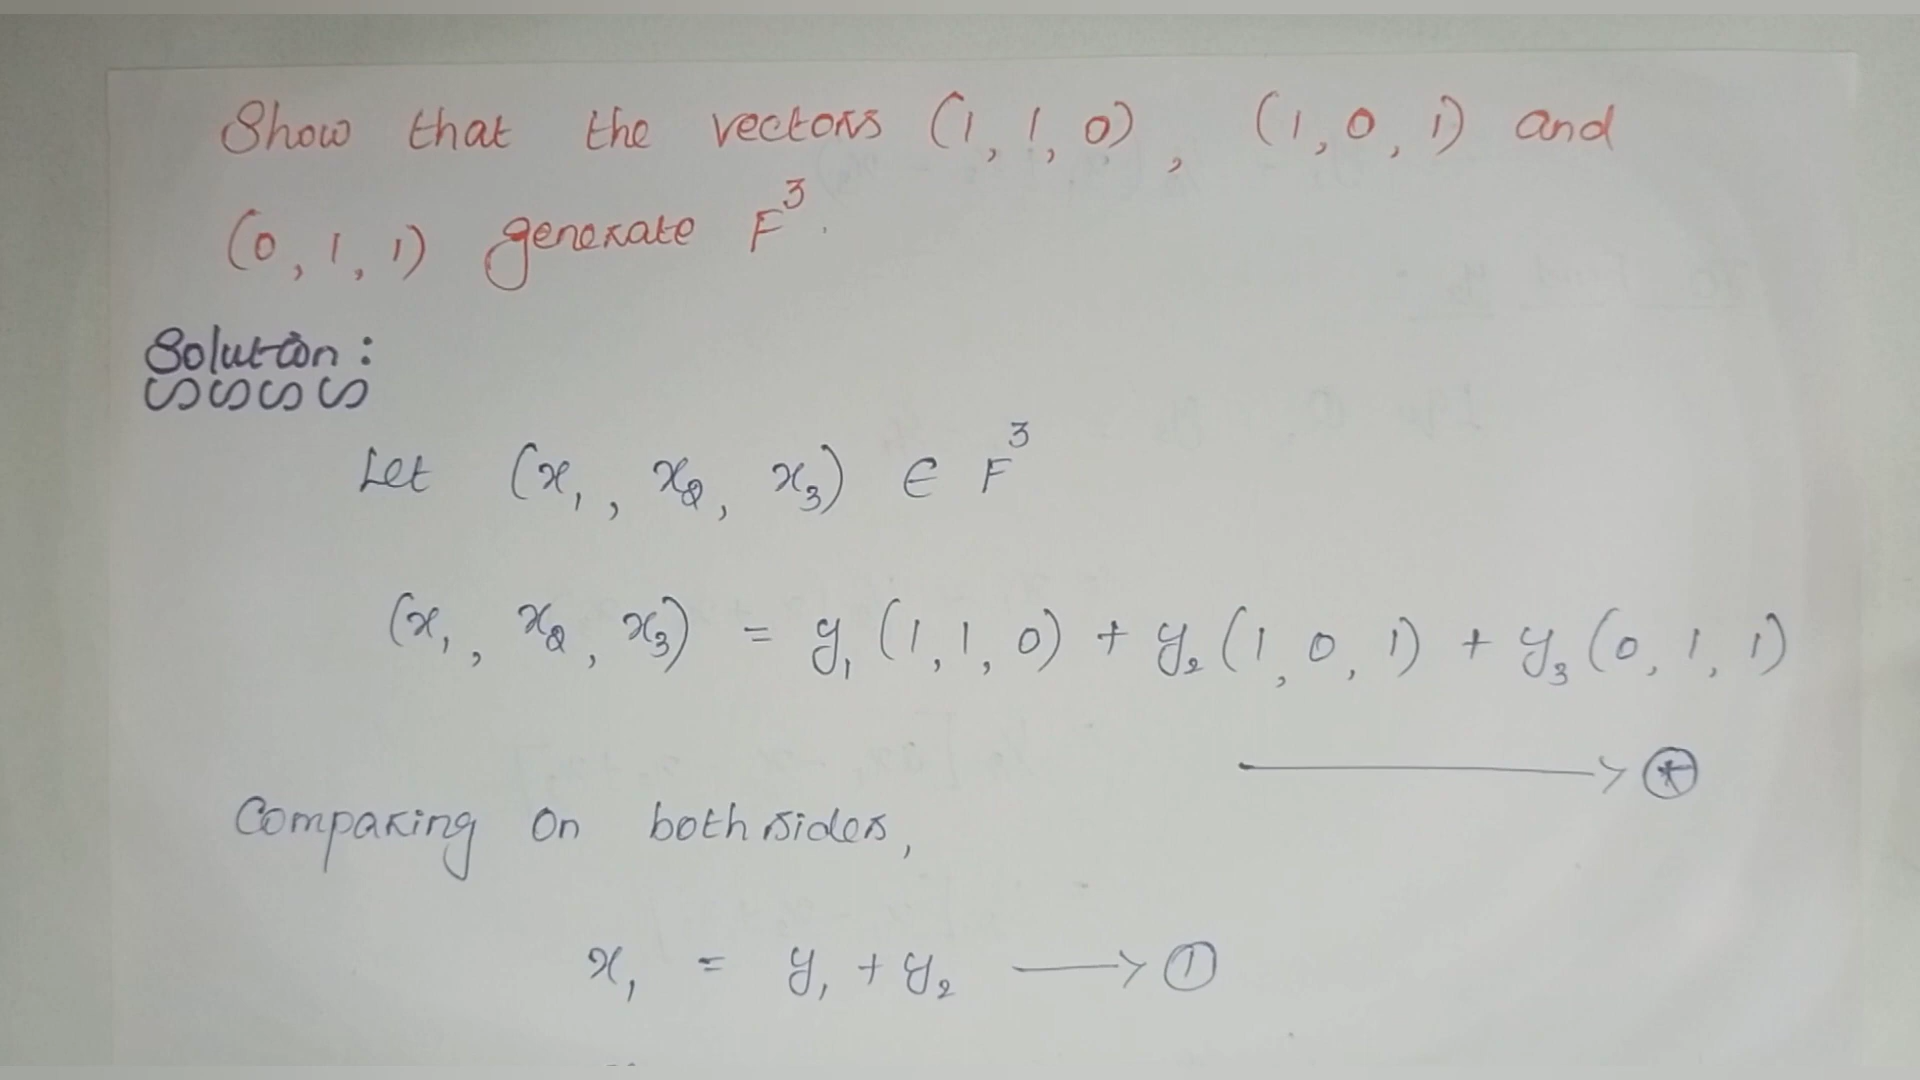 Show that the vectors (1, 1, 0), (1, 0, 1) and
(0, 1, 1) generate F³.
Solution:
Let (x₁, x₂, x₃) ∈ F³
(x₁, x₂, x₃) = y₁(1, 1, 0) + y₂(1, 0, 1) + y₃(0, 1, 1)
⟶ ⊛
Comparing on both sides,
x₁ = y₁ + y₂ ⟶ ①